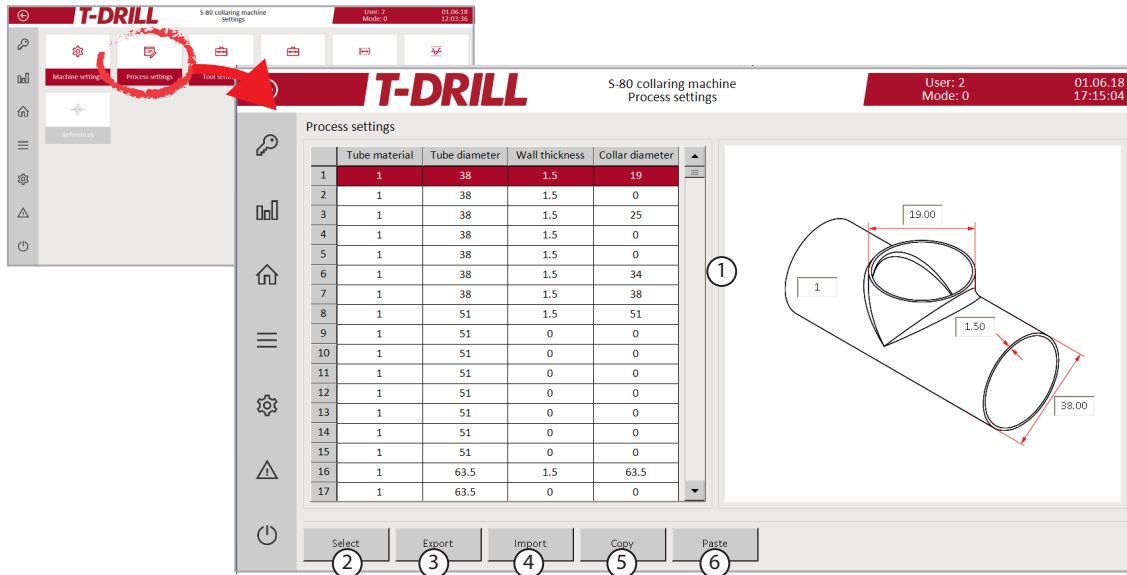 T-DRILL
S-80 collaring machine
Settings
User: 2
Mode: 0
01.06.18
12:03:36
Machine settings
Process settings
References
T-DRILL
S-80 collaring machine
Process settings
User: 2
Mode: 0
01.06.18
17:15:04
Process settings
Tube material Tube diameter Wall thickness Collar diameter
1 1 38 1.5 19
2 1 38 1.5 0
3 1 38 1.5 25
4 1 38 1.5 0
5 1 38 1.5 0
6 1 38 1.5 34
7 1 38 1.5 38
8 1 51 1.5 51
9 1 51 0 0
10 1 51 0 0
11 1 51 0 0
12 1 51 0 0
13 1 51 0 0
14 1 51 0 0
15 1 51 0 0
16 1 63.5 1.5 63.5
17 1 63.5 0 0
1
19.00
1
1.50
38.00
Select Export Import Copy Paste
2 3 4 5 6